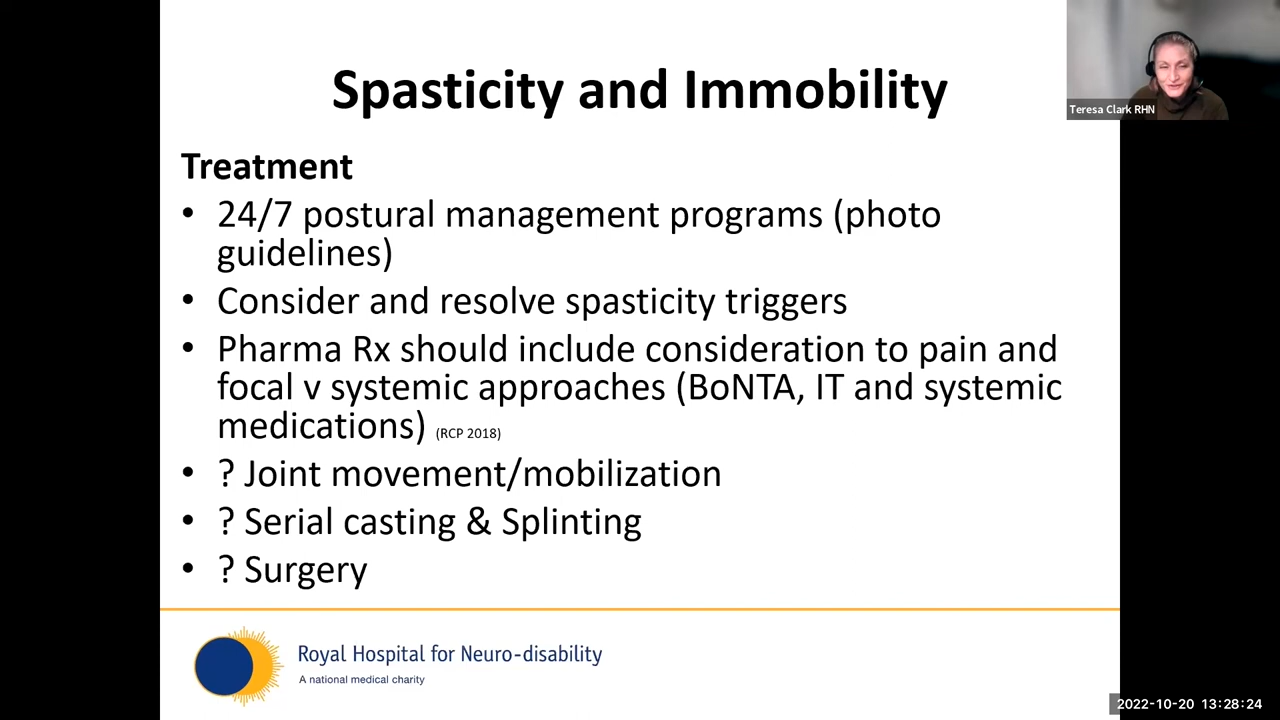 Spasticity and Immobility
Teresa Clark RHN
Treatment
• 24/7 postural management programs (photo
guidelines)
• Consider and resolve spasticity triggers
• Pharma Rx should include consideration to pain and
focal v systemic approaches (BoNTA, IT and systemic
medications) (RCP 2018)
• ? Joint movement/mobilization
• ? Serial casting & Splinting
• ? Surgery
Royal Hospital for Neuro-disability
A national medical charity
2022-10-20 13:28:24